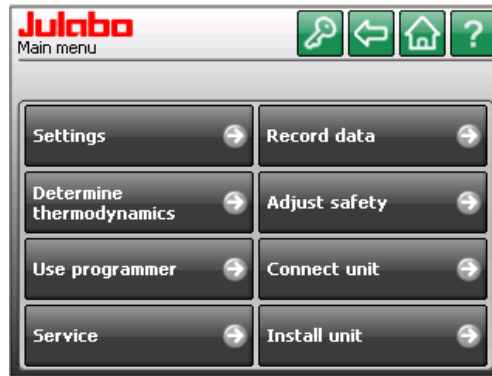 Julabo
Main menu
?
Settings
Record data
Determine
thermodynamics
Adjust safety
Use programmer
Connect unit
Service
Install unit